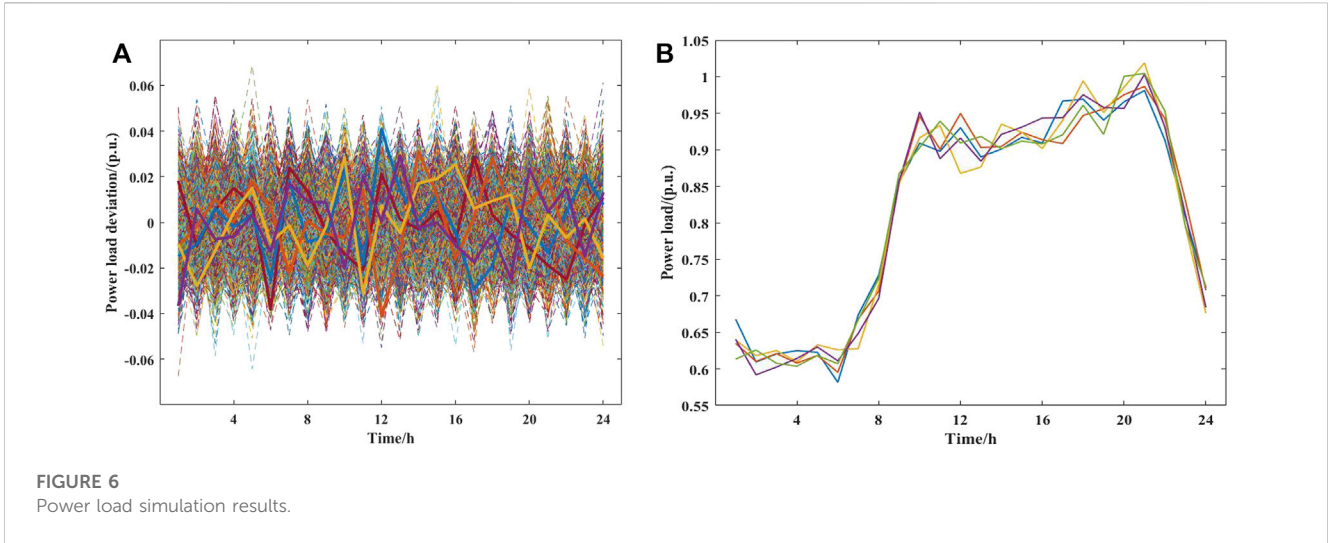 A
Power load deviation/(p.u.)
0.06
0.04
0.02
0
-0.02
-0.04
-0.06
4 8 12 16 20 24
Time/h
B
Power load/(p.u.)
1.05
1
0.95
0.9
0.85
0.8
0.75
0.7
0.65
0.6
0.55
4 8 12 16 20 24
Time/h
FIGURE 6
Power load simulation results.